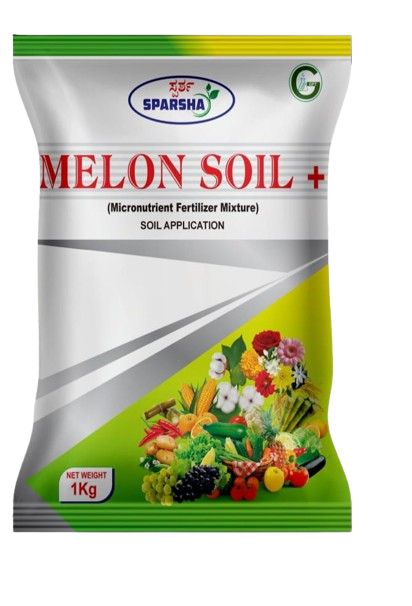 ಸ್ಪರ್ಶ
SPARSHA
G
MELON SOIL +
(Micronutrient Fertilizer Mixture)
SOIL APPLICATION
NET WEIGHT
1Kg